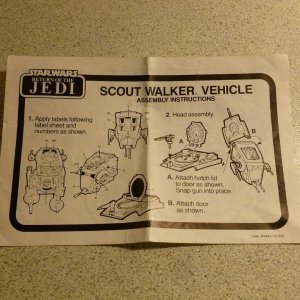 STAR WARS
RETURN OF THE
JEDI
SCOUT WALKER VEHICLE
ASSEMBLY INSTRUCTIONS
1. Apply labels following
label sheet and
numbers as shown.
2. Head assembly.
A
B
A. Attach hatch lid
to door as shown.
Snap gun into place.
B. Attach door
as shown.